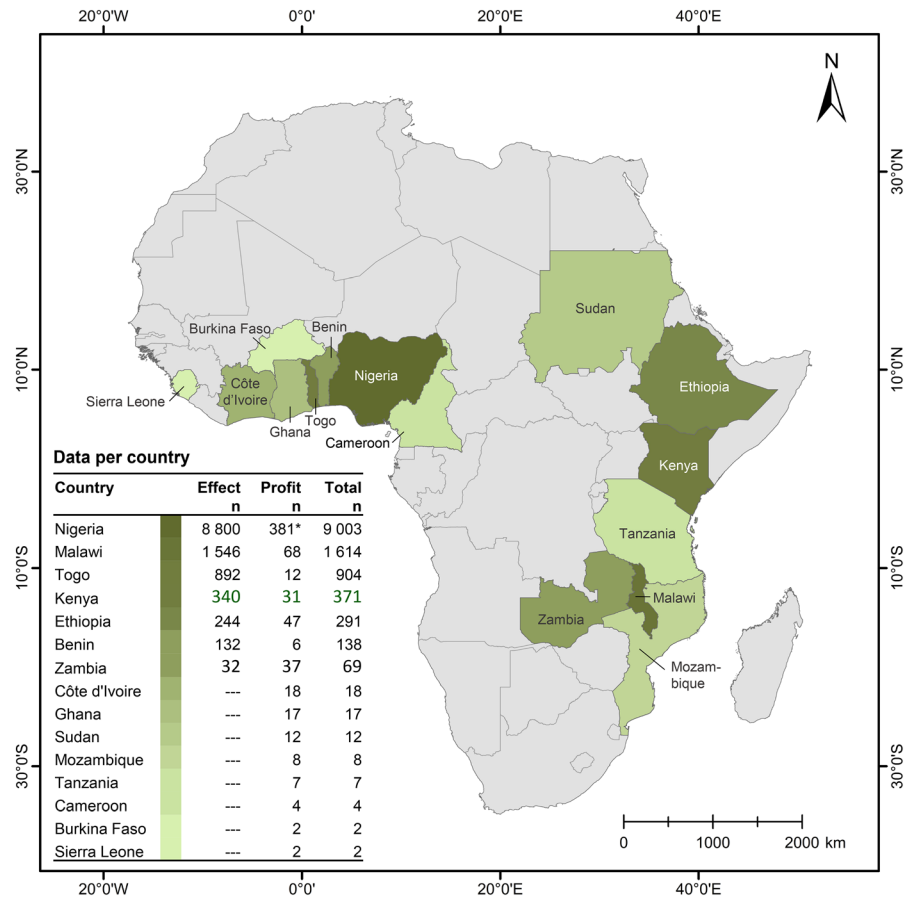 20°0'W 0°0' 20°0'E 40°0'E
N
30°0'N 30°0'N
Sudan
Burkina Faso Benin
10°0'N 10°0'N
Nigeria
Côte
d'Ivoire
Ethiopia
Sierra Leone
Ghana Togo
Cameroon
Kenya
Tanzania
10°0'S 10°0'S
Malawi
Zambia
Mozam-
bique
30°0'S 30°0'S
Data per country
Country Effect Profit Total
n n n
Nigeria 8 800 381* 9 003
Malawi 1 546 68 1 614
Togo 892 12 904
Kenya 340 31 371
Ethiopia 244 47 291
Benin 132 6 138
Zambia 32 37 69
Côte d'Ivoire --- 18 18
Ghana --- 17 17
Sudan --- 12 12
Mozambique --- 8 8
Tanzania --- 7 7
Cameroon --- 4 4
Burkina Faso --- 2 2
Sierra Leone --- 2 2
0 1000 2000 km
20°0'W 0°0' 20°0'E 40°0'E